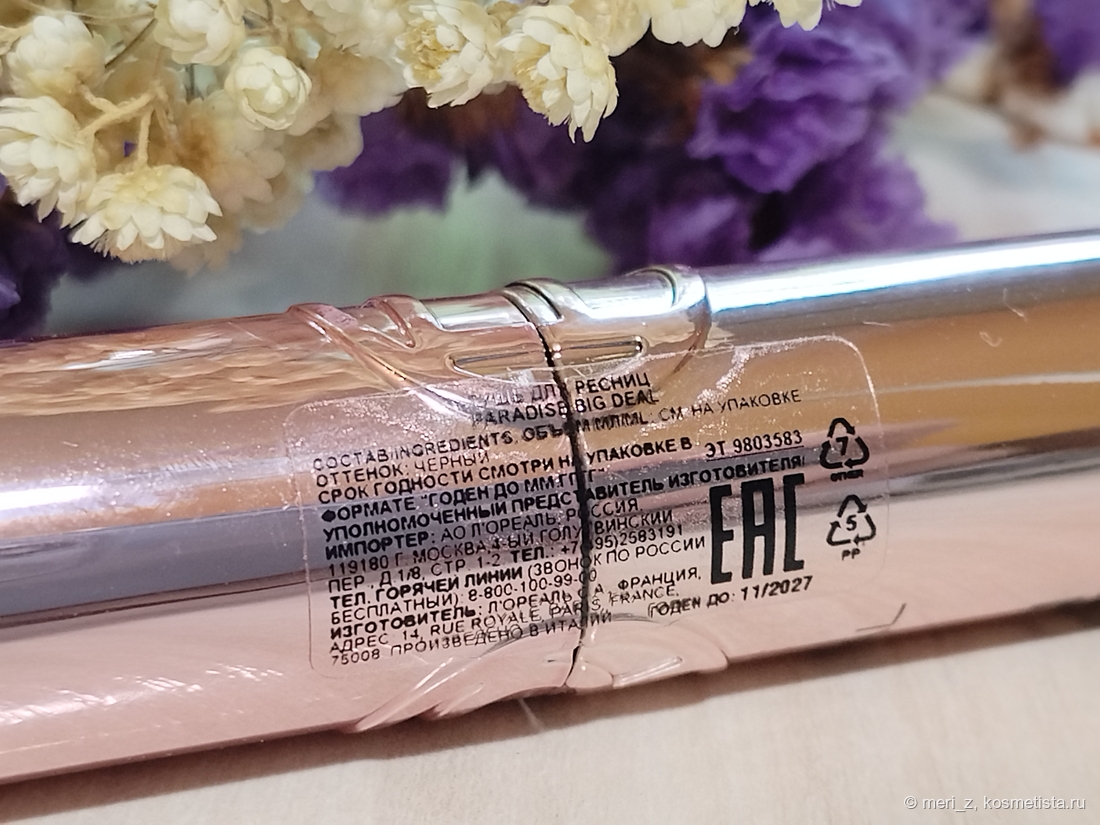 ТУШЬ ДЛЯ РЕСНИЦ
PARADISE BIG DEAL
СОСТАВ/INGREDIENTS, ОБЪЕМ МЛ/ML: СМ. НА УПАКОВКЕ
ОТТЕНОК: ЧЕРНЫЙ
СРОК ГОДНОСТИ СМОТРИ НА УПАКОВКЕ В
ФОРМАТЕ "ГОДЕН ДО ММ.ГГГГ"
УПОЛНОМОЧЕННЫЙ ПРЕДСТАВИТЕЛЬ ИЗГОТОВИТЕЛЯ/
ИМПОРТЕР: АО Л'ОРЕАЛЬ, РОССИЯ,
119180 Г. МОСКВА,4-ЫЙ ГОЛУТВИНСКИЙ
ПЕР., Д.1/8, СТР. 1-2. ТЕЛ.: +7(495)2583191
ТЕЛ. ГОРЯЧЕЙ ЛИНИИ (ЗВОНОК ПО РОССИИ
БЕСПЛАТНЫЙ): 8-800-100-99-00
ИЗГОТОВИТЕЛЬ: Л'ОРЕАЛЬ С.А., ФРАНЦИЯ,
АДРЕС: 14, RUE ROYALE, PARIS, FRANCE,
75008 ПРОИЗВЕДЕНО В ИТАЛИИ
ЭТ 9803583
7
OTHER
EAC
5
PP
ГОДЕН ДО: 11/2027
© meri_z, kosmetista.ru